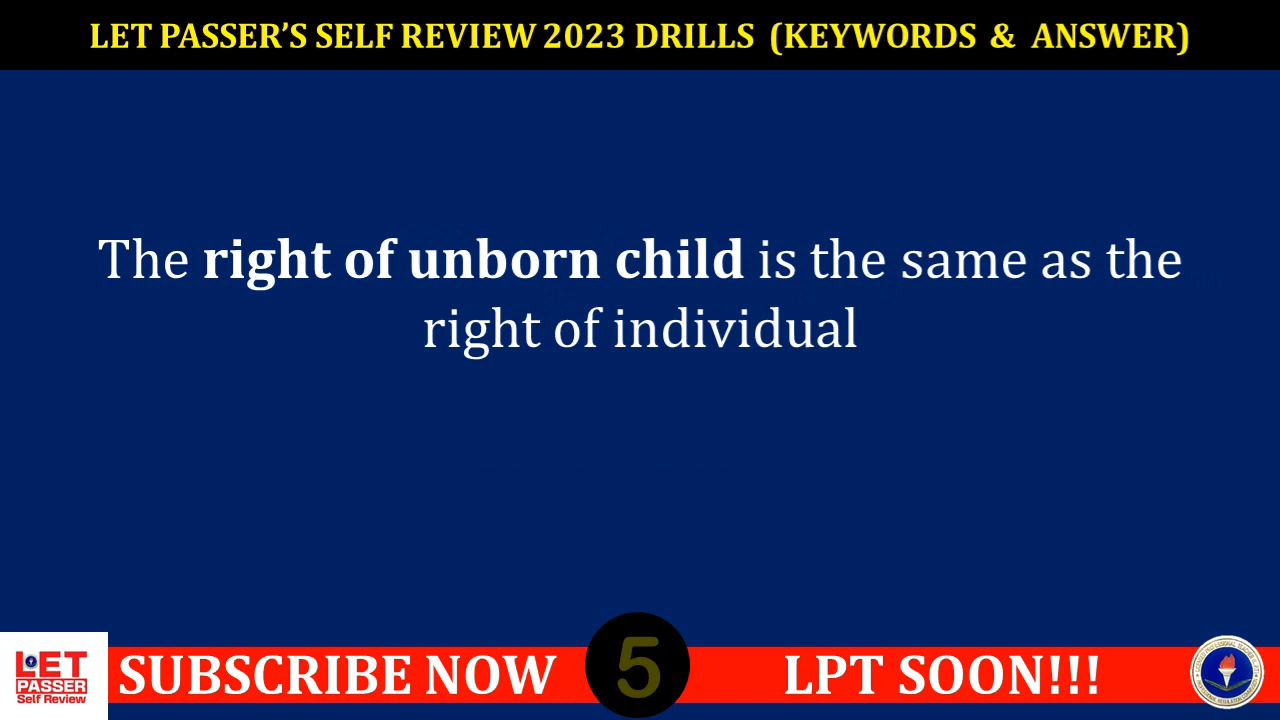 LET PASSER’S SELF REVIEW 2023 DRILLS (KEYWORDS & ANSWER)
The right of unborn child is the same as the
right of individual
LET
PASSER
Self Review
SUBSCRIBE NOW
5
LPT SOON!!!